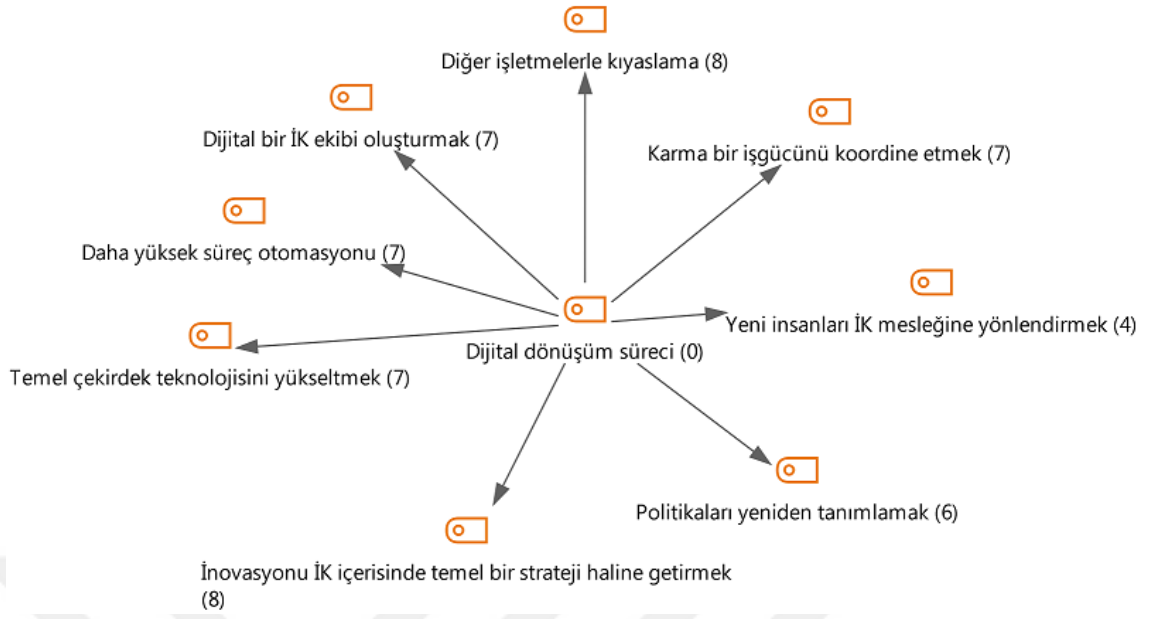 Diğer işletmelerle kıyaslama (8)
Dijital bir İK ekibi oluşturmak (7)
Karma bir işgücünü koordine etmek (7)
Daha yüksek süreç otomasyonu (7)
Yeni insanları İK mesleğine yönlendirmek (4)
Dijital dönüşüm süreci (0)
Temel çekirdek teknolojisini yükseltmek (7)
Politikaları yeniden tanımlamak (6)
İnovasyonu İK içerisinde temel bir strateji haline getirmek
(8)